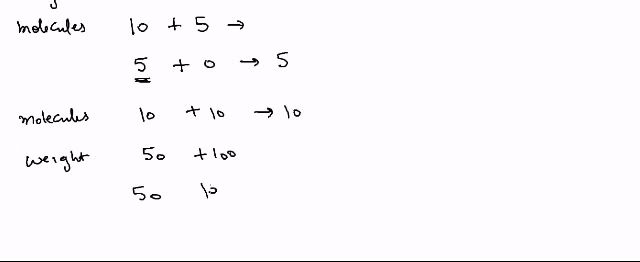 molecules 10 + 5 →
5 + 0 → 5
molecules 10 + 10 → 10
weight 50 + 100
50 10